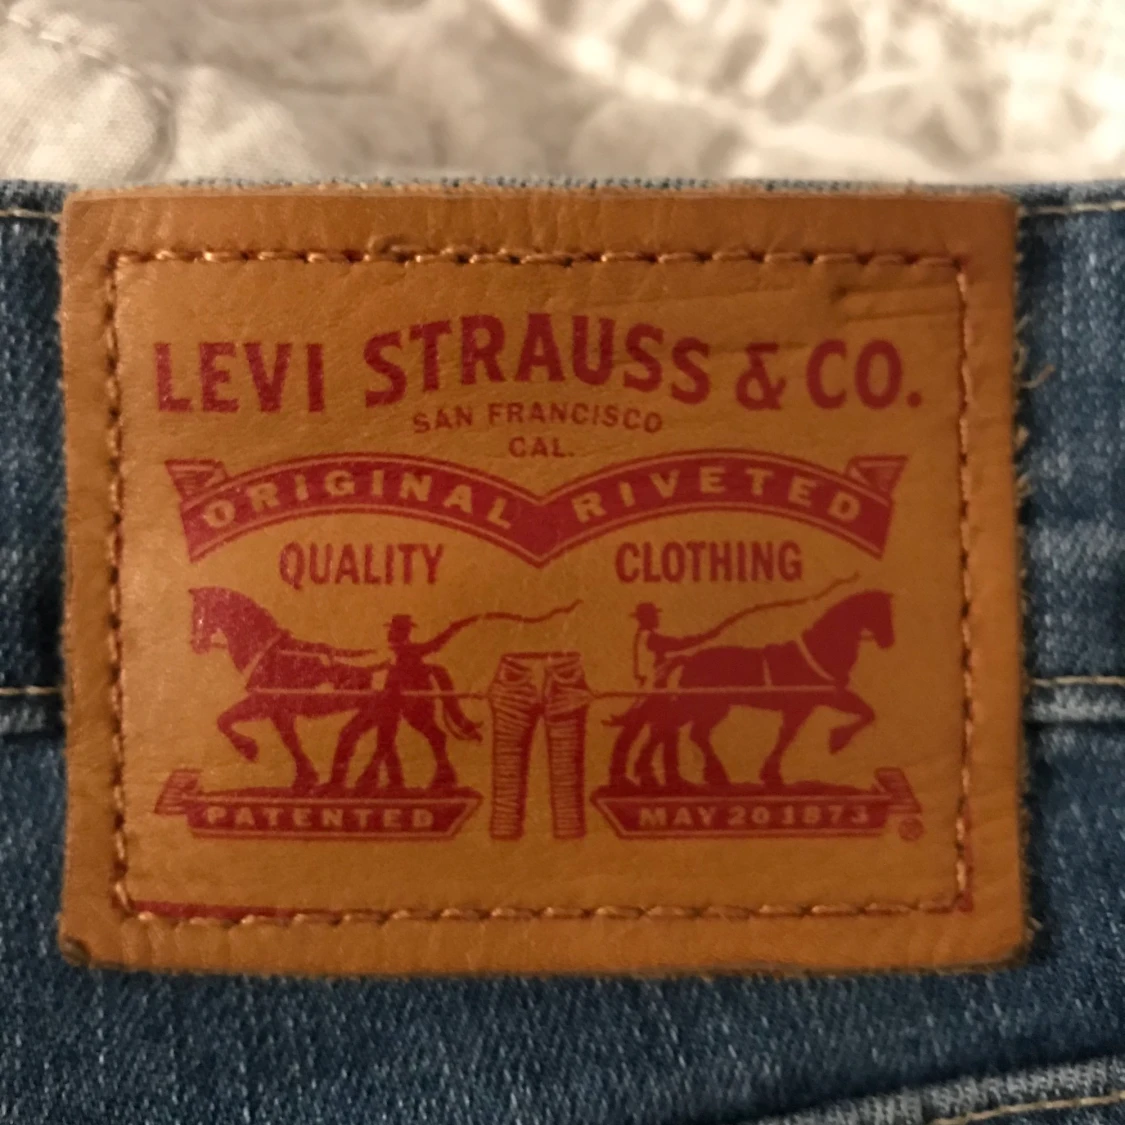 LEVI STRAUSS & CO.
SAN FRANCISCO
CAL.
ORIGINAL RIVETED
QUALITY CLOTHING
PATENTED MAY 20 1873 ®